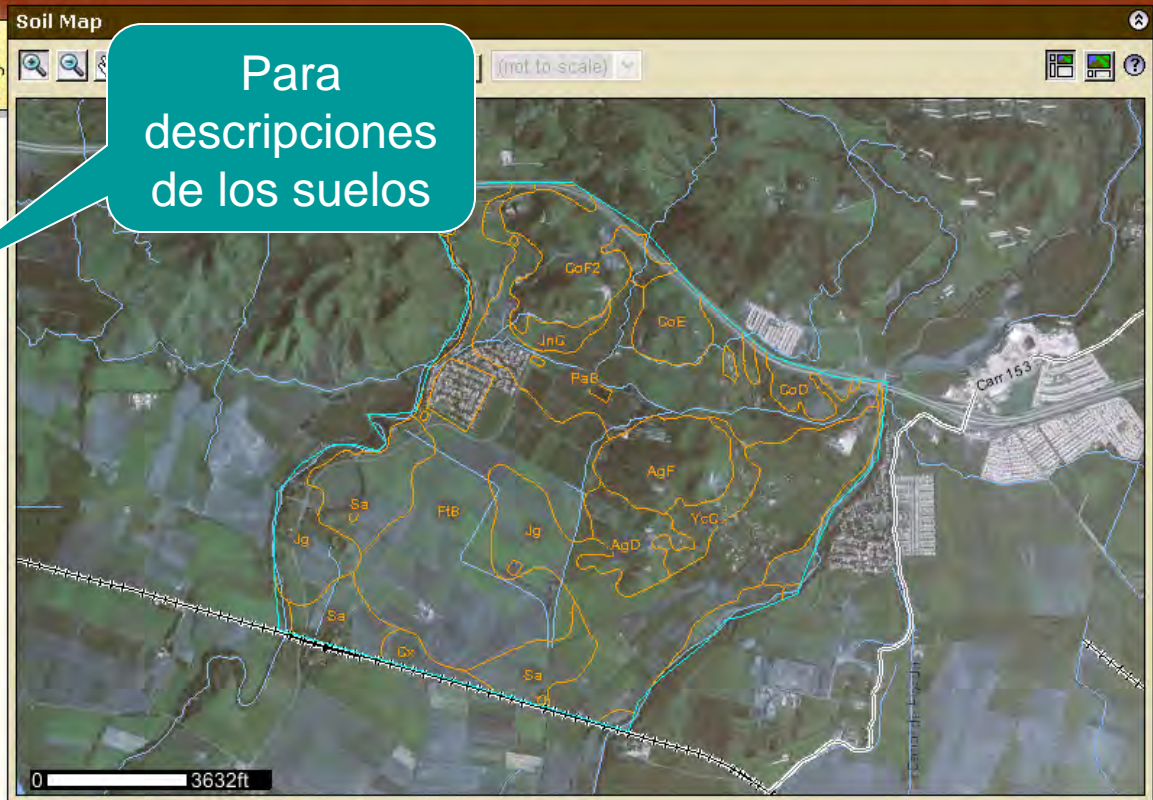 Soil Map
(not to scale)
Para
descripciones
de los suelos
CoF2
CoE
JnC
PaB
CoD
Carr 153
AgF
Sa
FtB
YcC
Jg
Jg
AgD
Sa
Cx
Sa
0
3632ft